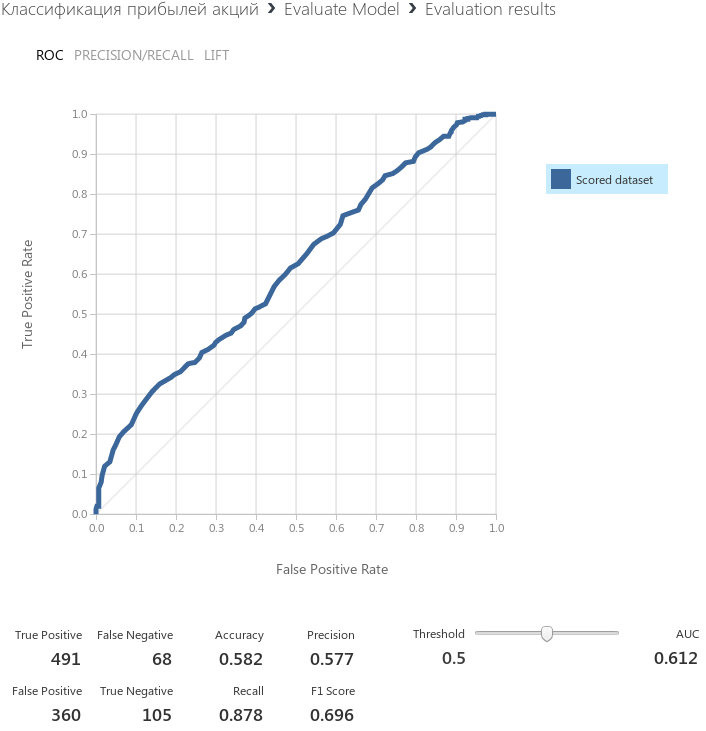 Классификация прибылей акций › Evaluate Model › Evaluation results
ROC PRECISION/RECALL LIFT
1.0
0.9
0.8
0.7
0.6
0.5
0.4
0.3
0.2
0.1
0.0
True Positive Rate
Scored dataset
0.0 0.1 0.2 0.3 0.4 0.5 0.6 0.7 0.8 0.9 1.0
False Positive Rate
True Positive False Negative Accuracy Precision Threshold AUC
491 68 0.582 0.577 0.5 0.612
False Positive True Negative Recall F1 Score
360 105 0.878 0.696